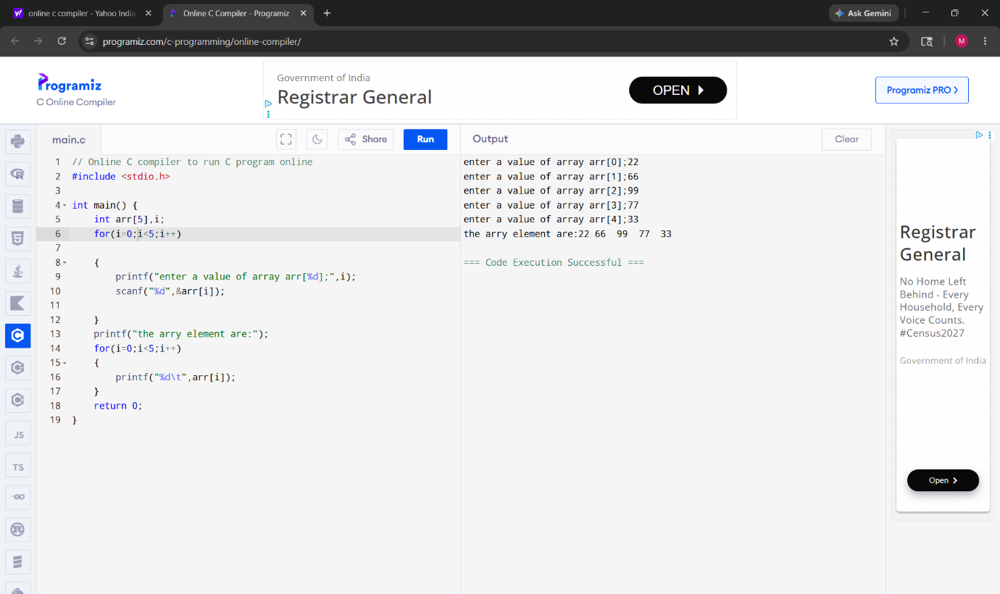 online c compiler - Yahoo India
Online C Compiler - Programiz
Ask Gemini
programiz.com/c-programming/online-compiler/
M
Programiz
C Online Compiler
Government of India
Registrar General
OPEN
Programiz PRO
main.c
Share
Run
Output
Clear
1 // Online C compiler to run C program online
2 #include <stdio.h>
3
4 int main() {
5 int arr[5],i;
6 for(i=0;i<5;i++)
7
8 {
9 printf("enter a value of array arr[%d];",i);
10 scanf("%d",&arr[i]);
11
12 }
13 printf("the arry element are:");
14 for(i=0;i<5;i++)
15 {
16 printf("%d\t",arr[i]);
17 }
18 return 0;
19 }
enter a value of array arr[0];22
enter a value of array arr[1];66
enter a value of array arr[2];99
enter a value of array arr[3];77
enter a value of array arr[4];33
the arry element are:22 66 99 77 33
=== Code Execution Successful ===
Registrar
General
No Home Left
Behind - Every
Household, Every
Voice Counts.
#Census2027
Government of India
Open
JS
TS
GO